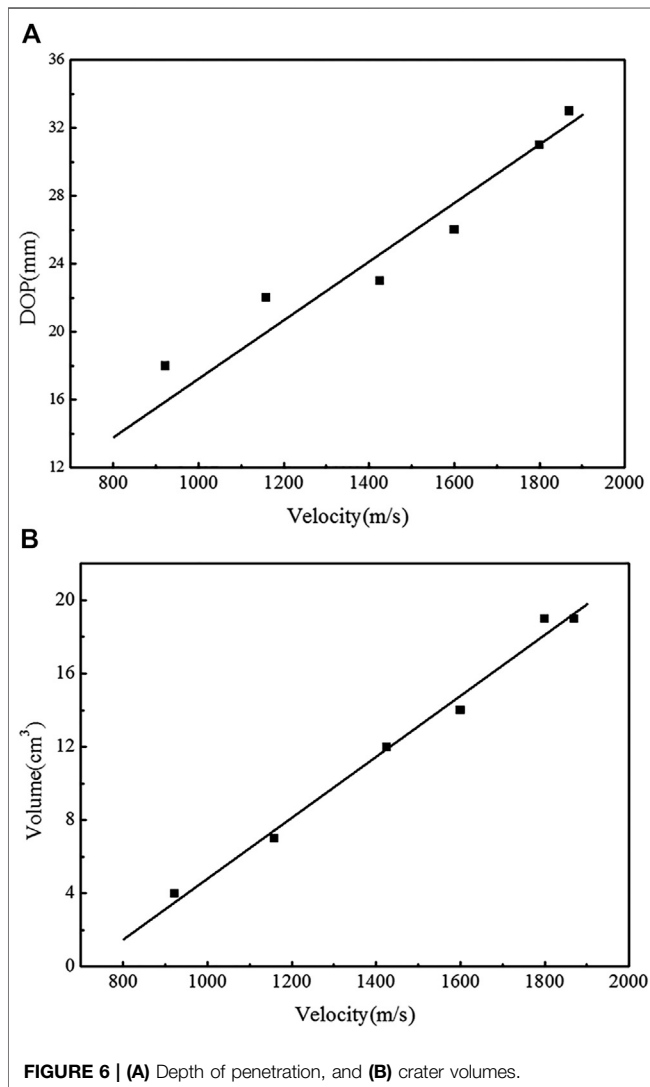 A
36
32
28
24
20
16
12
DOP(mm)
800 1000 1200 1400 1600 1800 2000
Velocity(m/s)
B
20
16
12
8
4
0
Volume(cm³)
800 1000 1200 1400 1600 1800 2000
Velocity(m/s)
FIGURE 6 | (A) Depth of penetration, and (B) crater volumes.